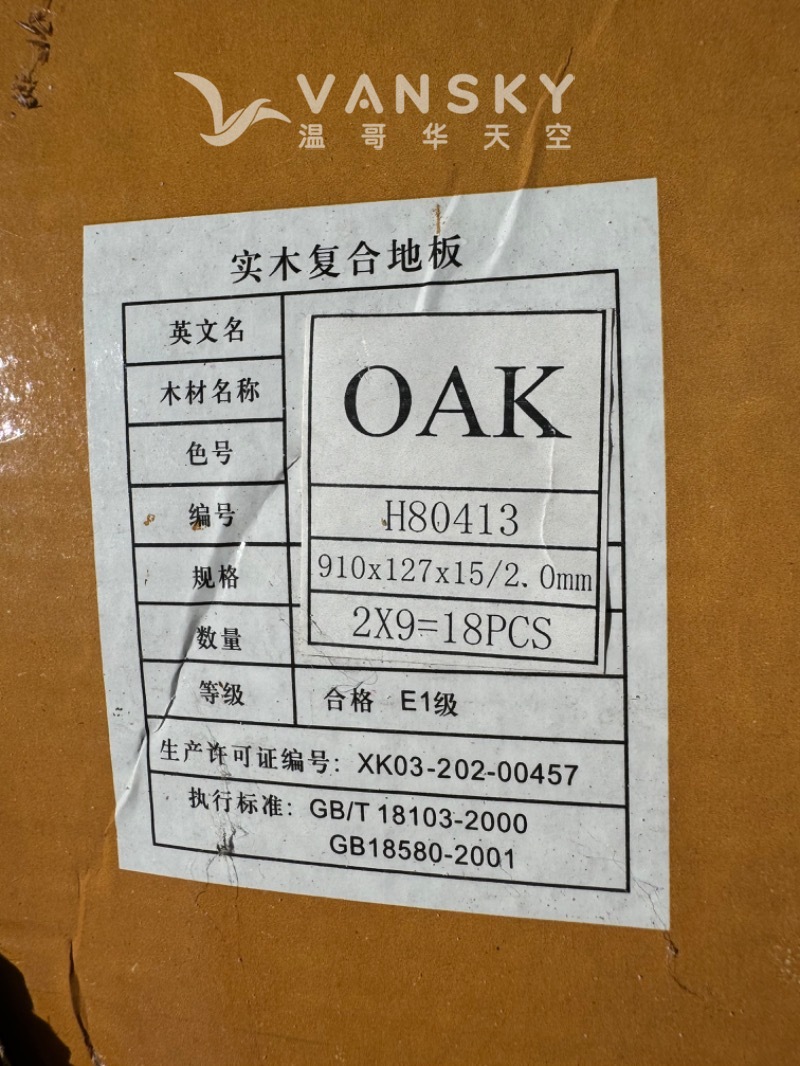 VANSKY
温哥华天空
实木复合地板
英文名
木材名称
OAK
色号
编号
H80413
规格
910x127x15/2.0mm
数量
2X9=18PCS
等级
合格 E1级
生产许可证编号: XK03-202-00457
执行标准: GB/T 18103-2000
GB18580-2001